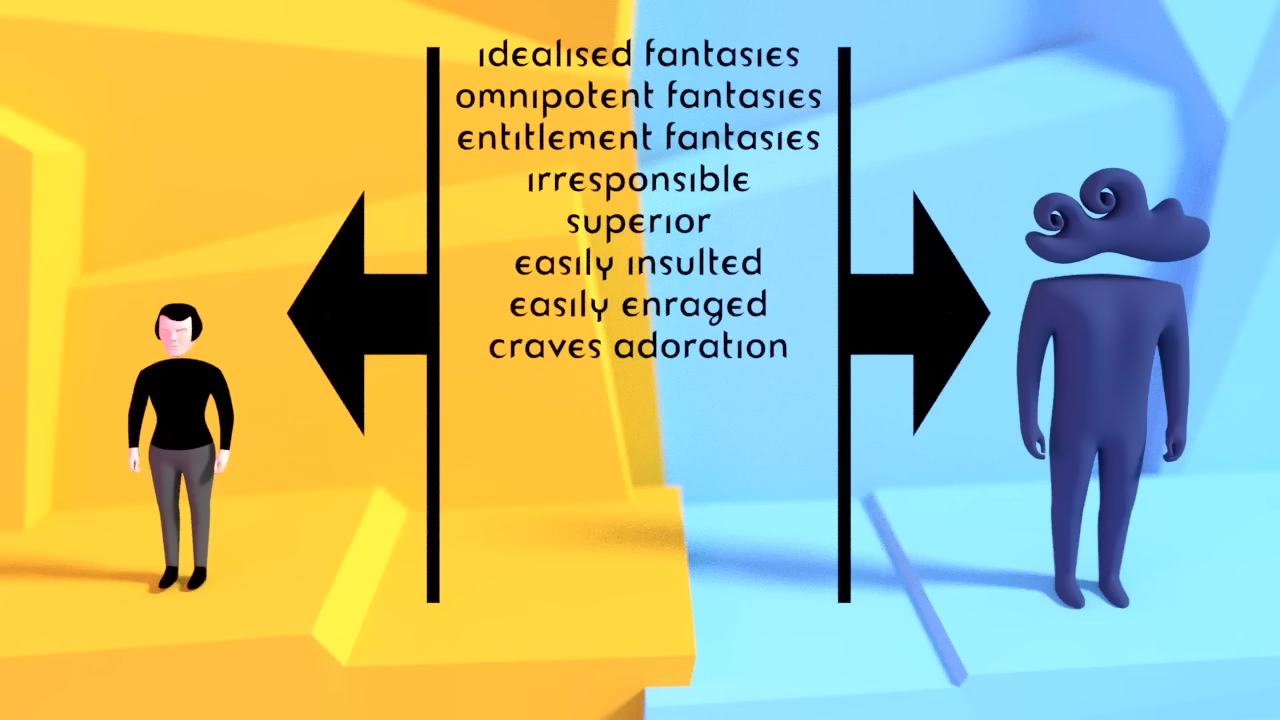 idealised fantasies
omnipotent fantasies
entitlement fantasies
irresponsible
superior
easily insulted
easily enraged
craves adoration